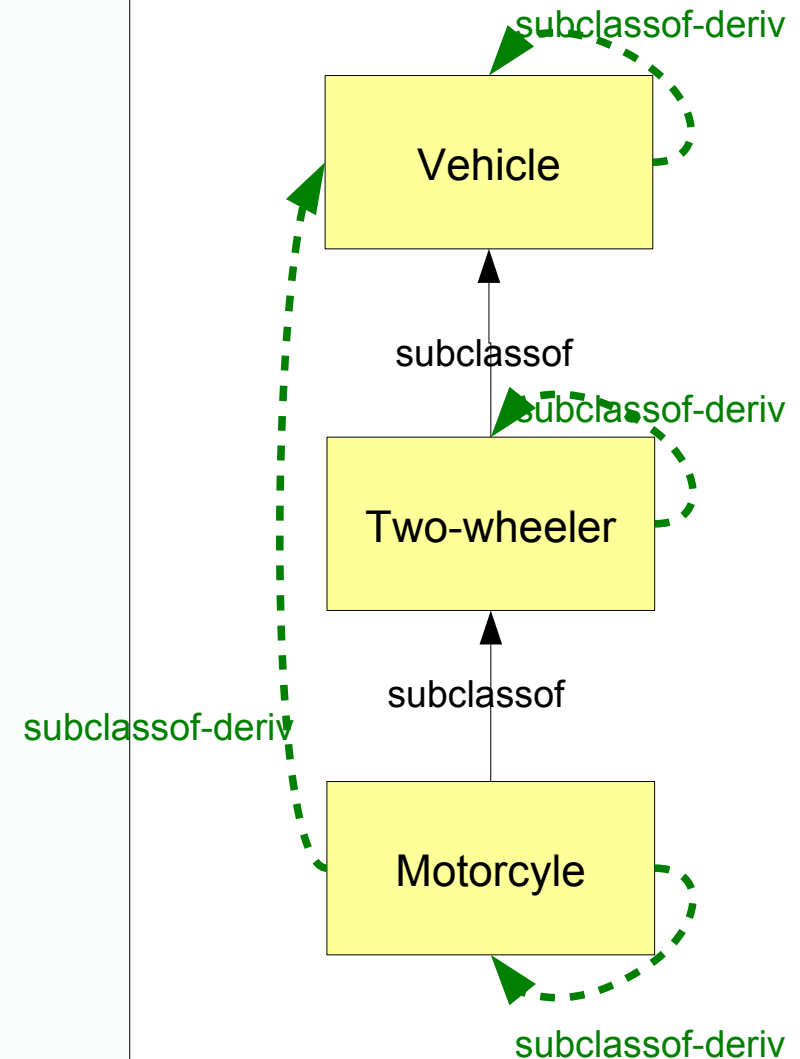 subclassof-deriv
Vehicle
subclassof
subclassof-deriv
Two-wheeler
subclassof
subclassof-deriv
Motorcyle
subclassof-deriv